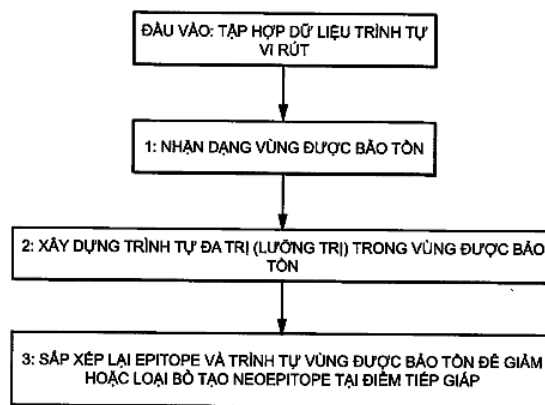 ĐẦU VÀO: TẬP HỢP DỮ LIỆU TRÌNH TỰ
VI RÚT
1: NHẬN DẠNG VÙNG ĐƯỢC BẢO TỒN
2: XÂY DỰNG TRÌNH TỰ ĐA TRỊ (LƯỠNG TRỊ) TRONG VÙNG ĐƯỢC BẢO
TỒN
3: SẮP XẾP LẠI EPITOPE VÀ TRÌNH TỰ VÙNG ĐƯỢC BẢO TỒN ĐỂ GIẢM
HOẶC LOẠI BỎ TẠO NEOEPITOPE TẠI ĐIỂM TIẾP GIÁP